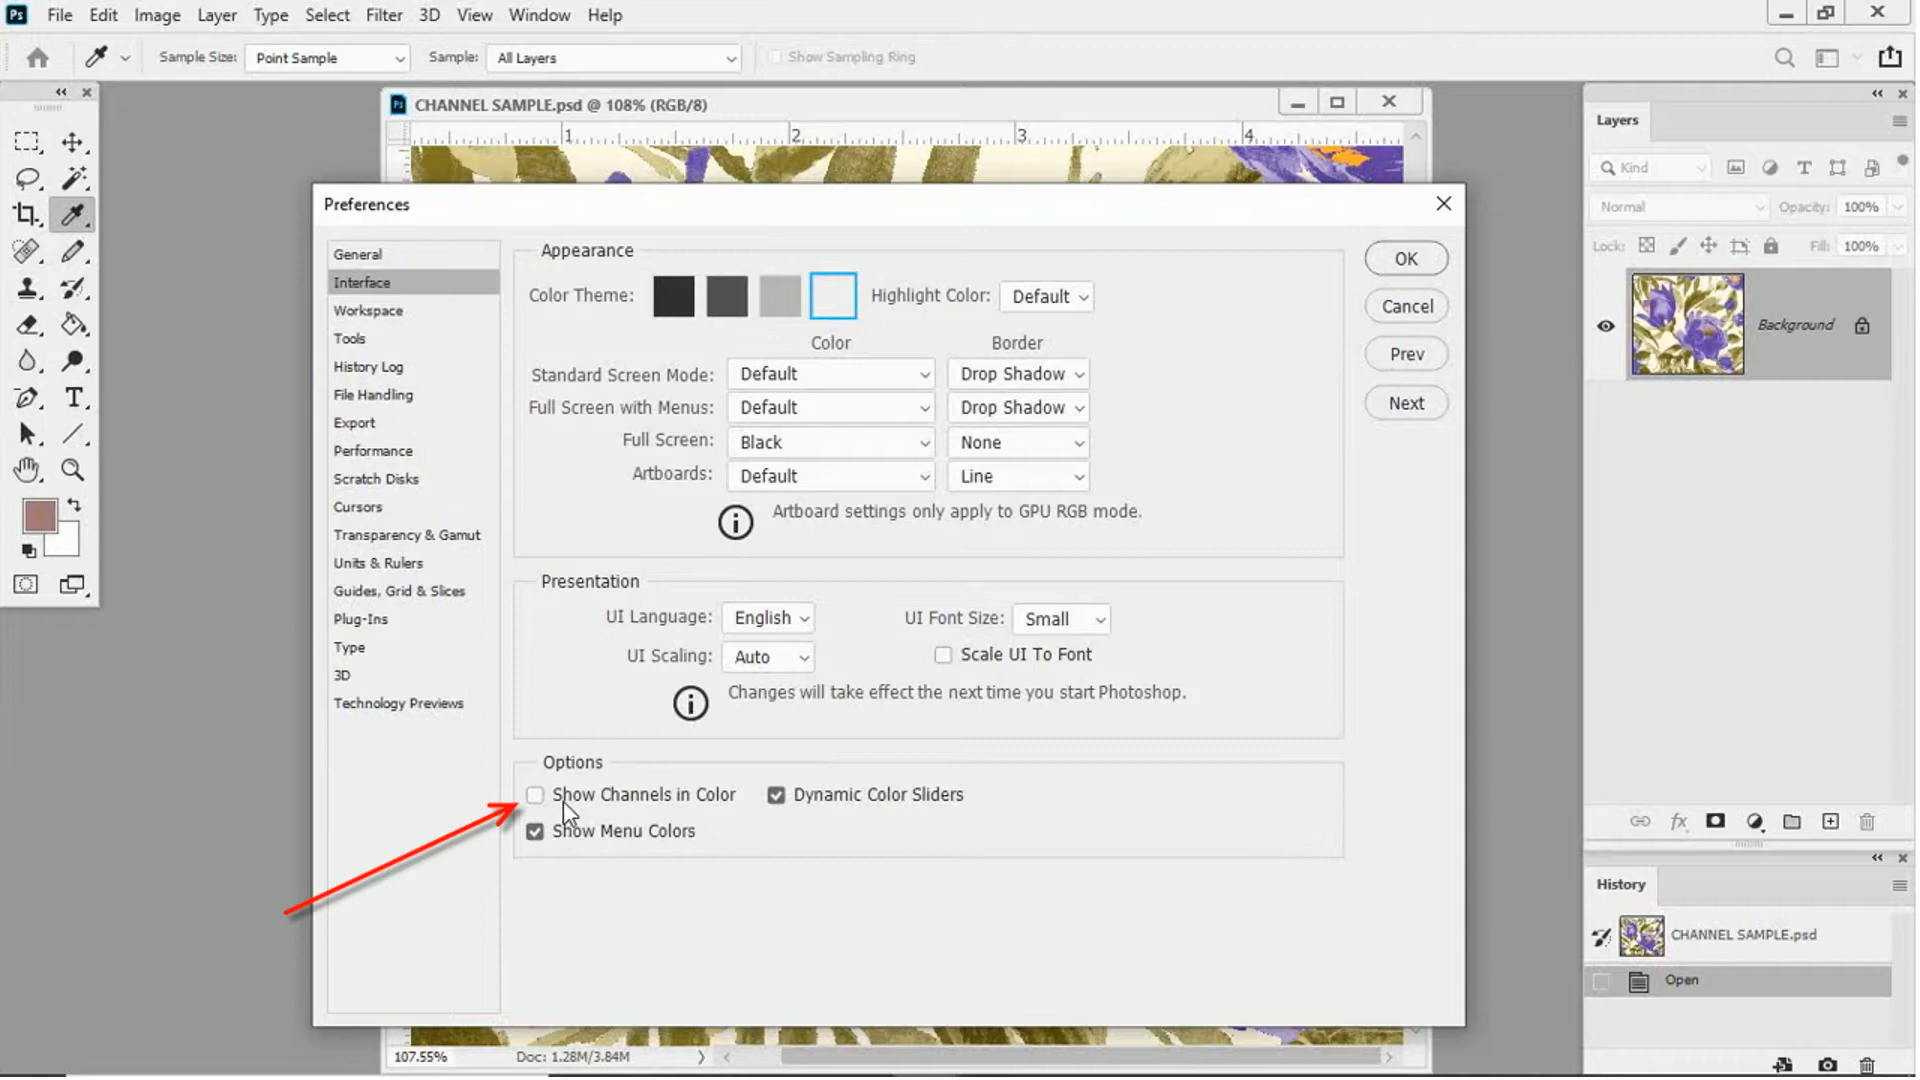 Ps File Edit Image Layer Type Select Filter 3D View Window Help
Sample Size: Point Sample Sample: All Layers Show Sampling Ring
Ps CHANNEL SAMPLE.psd @ 108% (RGB/8)
1 2 3 4
Preferences
General
Interface
Workspace
Tools
History Log
File Handling
Export
Performance
Scratch Disks
Cursors
Transparency & Gamut
Units & Rulers
Guides, Grid & Slices
Plug-Ins
Type
3D
Technology Previews
Appearance
Color Theme: Highlight Color: Default
Color Border
Standard Screen Mode: Default Drop Shadow
Full Screen with Menus: Default Drop Shadow
Full Screen: Black None
Artboards: Default Line
Artboard settings only apply to GPU RGB mode.
Presentation
UI Language: English UI Font Size: Small
UI Scaling: Auto Scale UI To Font
Changes will take effect the next time you start Photoshop.
Options
Show Channels in Color Dynamic Color Sliders
Show Menu Colors
OK
Cancel
Prev
Next
107.55% Doc: 1.28M/3.84M
Layers
Kind
Normal Opacity: 100%
Lock: Fill: 100%
Background
fx
History
CHANNEL SAMPLE.psd
Open